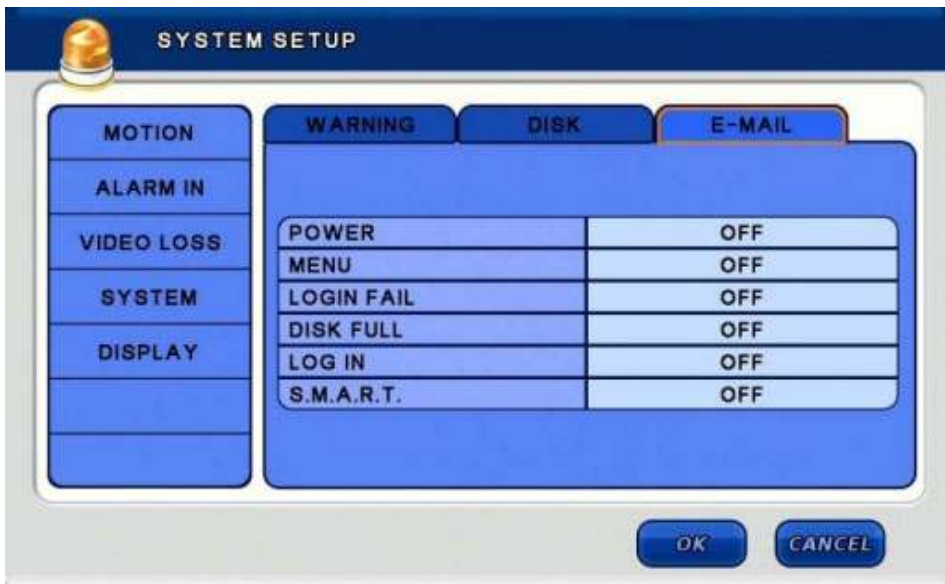 SYSTEM SETUP
MOTION
ALARM IN
VIDEO LOSS
SYSTEM
DISPLAY
WARNING DISK E-MAIL
POWER OFF
MENU OFF
LOGIN FAIL OFF
DISK FULL OFF
LOG IN OFF
S.M.A.R.T. OFF
OK CANCEL